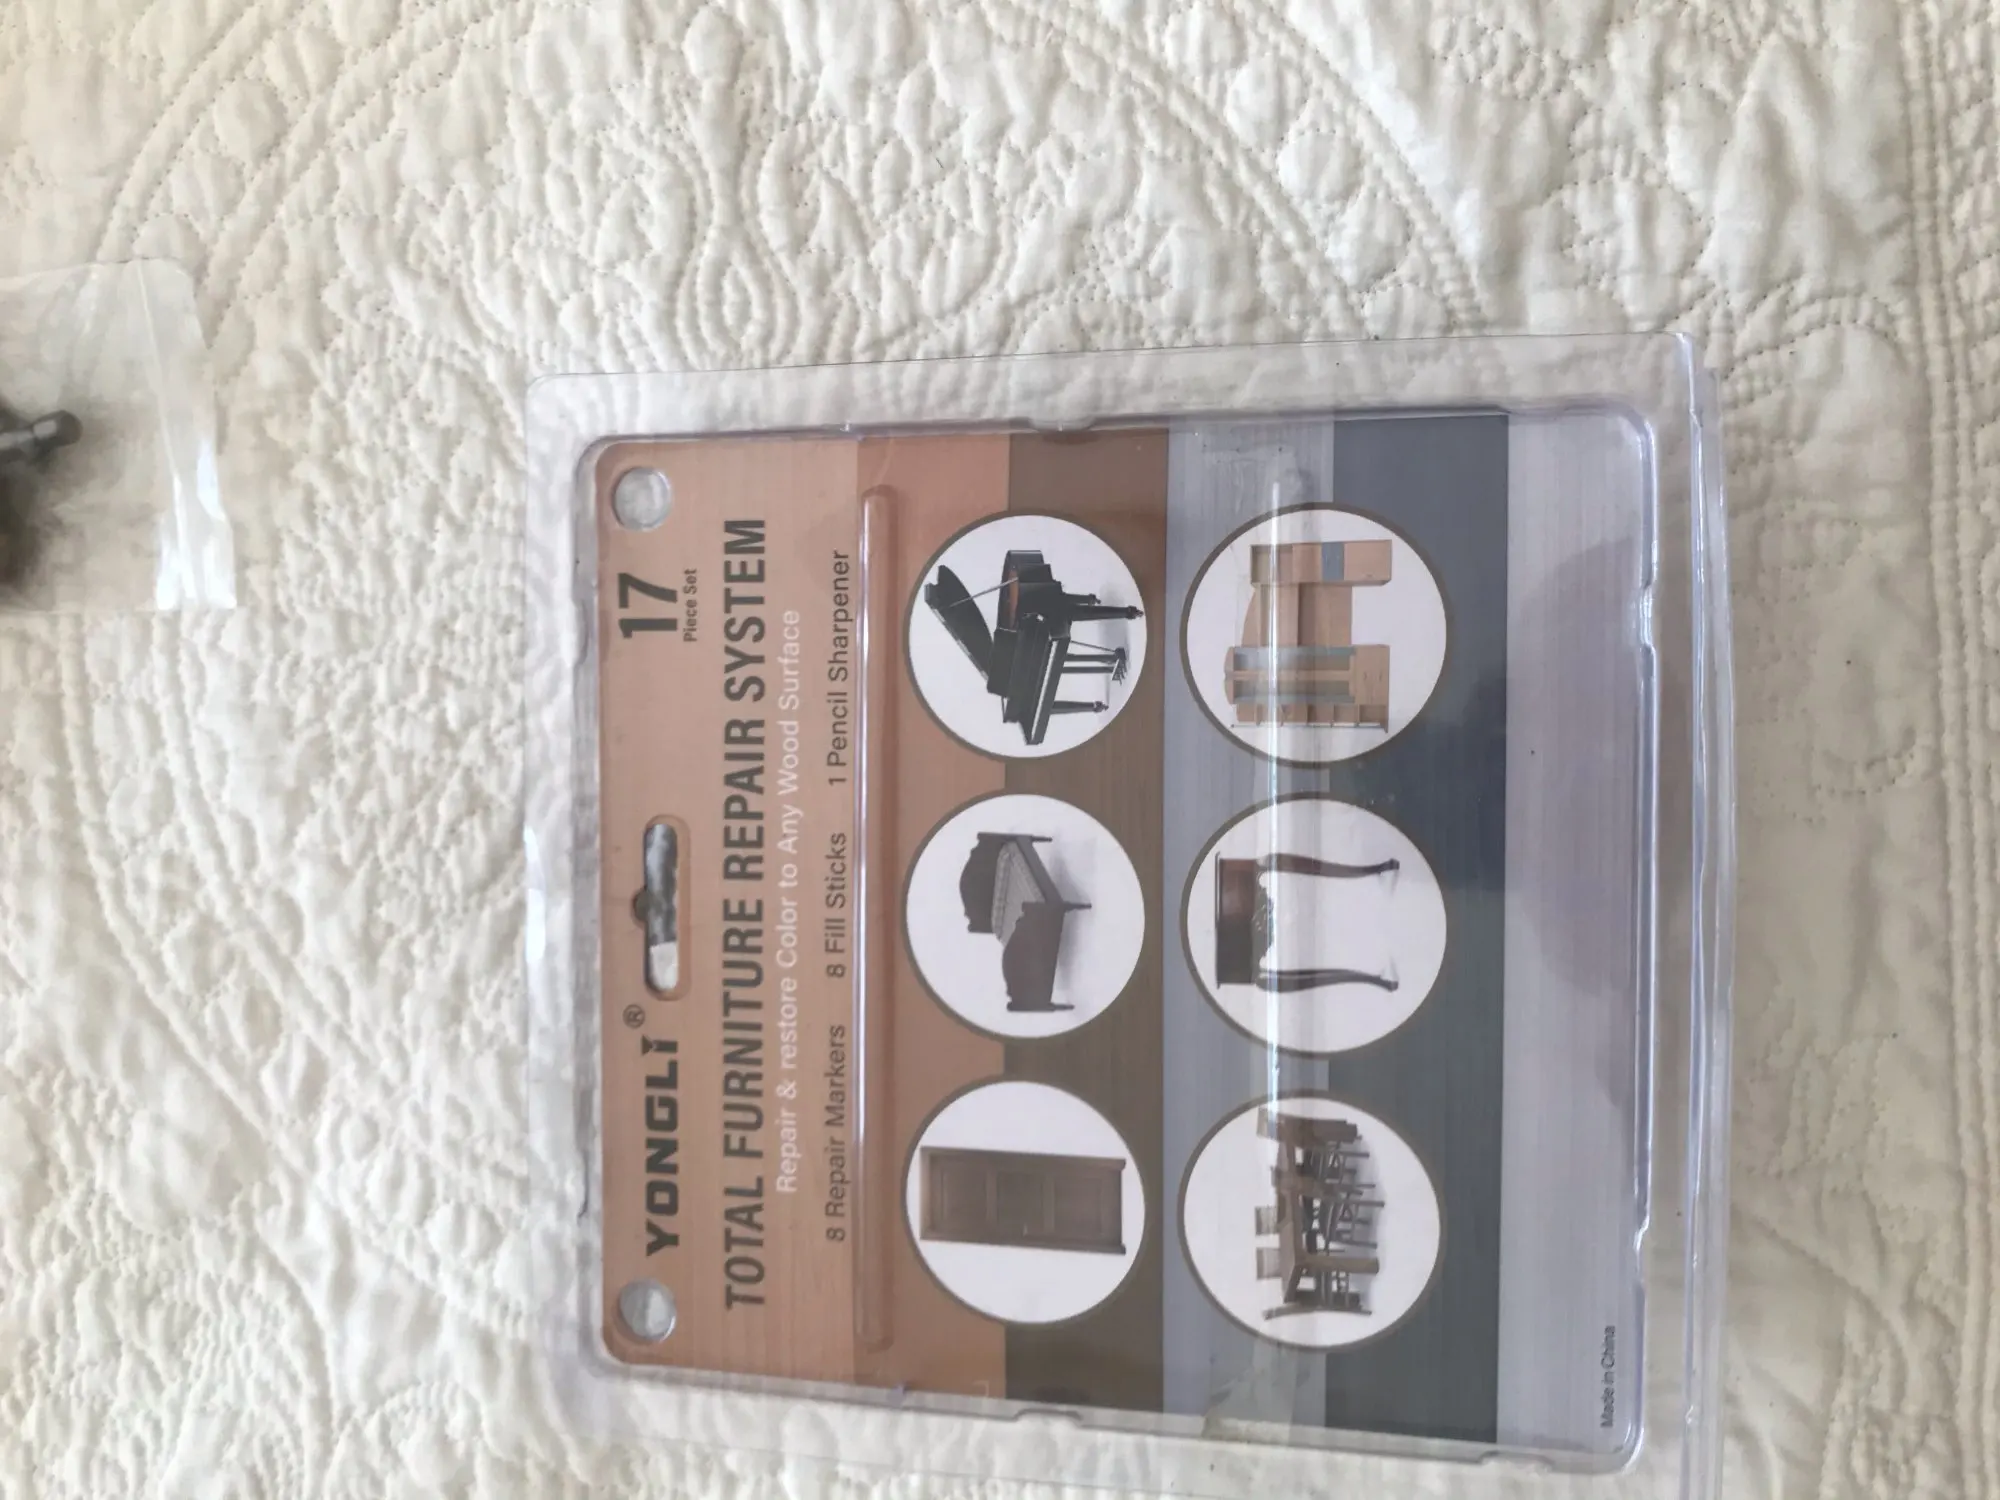 YONGLI®
17
Piece Set
TOTAL FURNITURE REPAIR SYSTEM
Repair & restore Color to Any Wood Surface
8 Repair Markers 8 Fill Sticks 1 Pencil Sharpener
Made in China